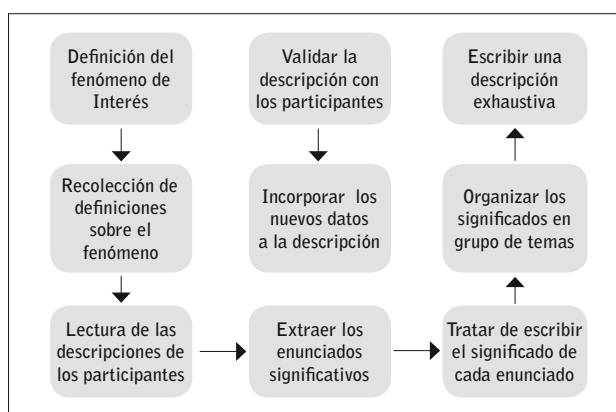 Definición del
fenómeno de
Interés
Recolección de
definiciones
sobre el
fenómeno
Lectura de las
descripciones de
los participantes
Extraer los
enunciados
significativos
Tratar de escribir
el significado de
cada enunciado
Organizar los
significados en
grupo de temas
Escribir una
descripción
exhaustiva
Validar la
descripción con
los participantes
Incorporar los
nuevos datos
a la descripción